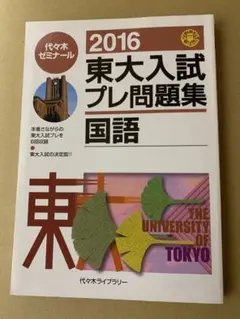 代々木
ゼミナール
2016
東大入試
プレ問題集
国語
本番さながらの
東大入試プレを
6回収録
東大入試の決定版!!
東大
THE
UNIVERSITY
OF
TOKYO
代々木ライブラリー